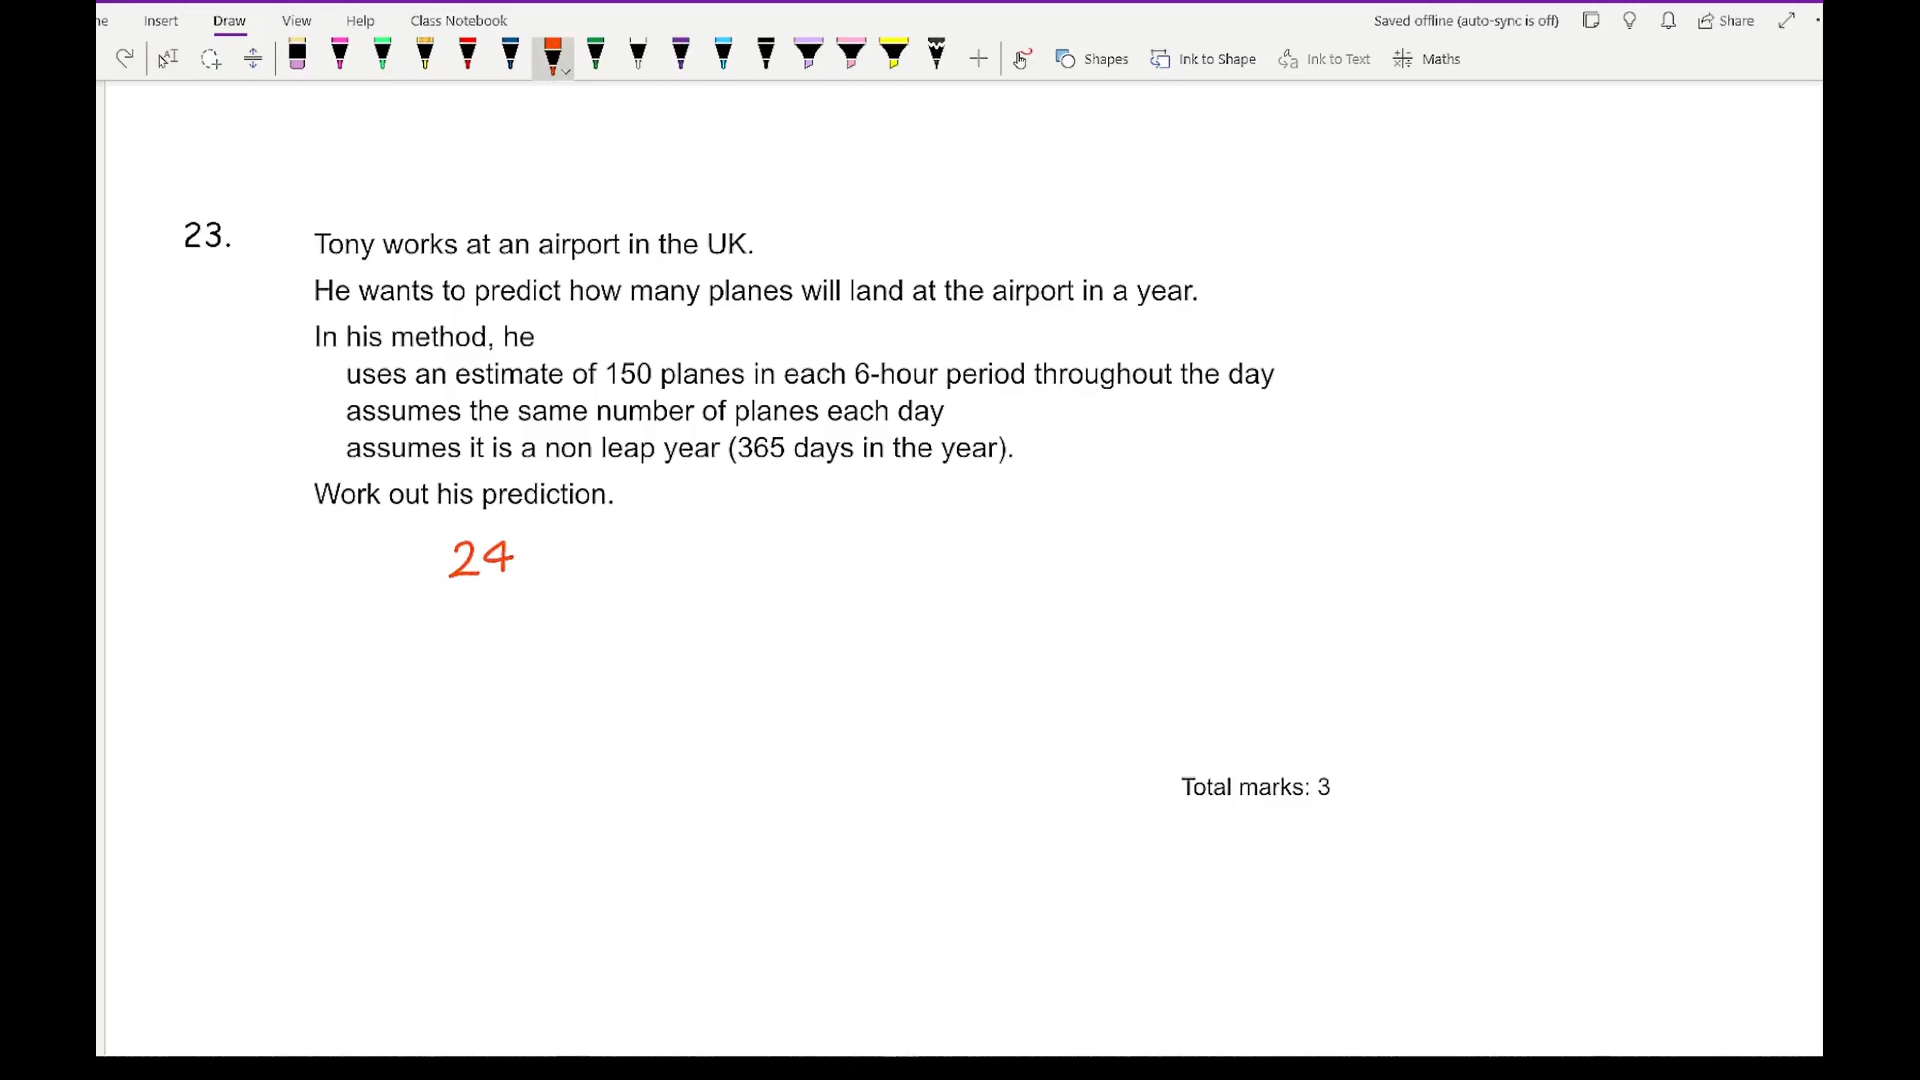 Insert Draw View Help Class Notebook Saved offline (auto-sync is off) Share
Shapes Ink to Shape Ink to Text Maths
23. Tony works at an airport in the UK.
He wants to predict how many planes will land at the airport in a year.
In his method, he
uses an estimate of 150 planes in each 6-hour period throughout the day
assumes the same number of planes each day
assumes it is a non leap year (365 days in the year).
Work out his prediction.
24
Total marks: 3